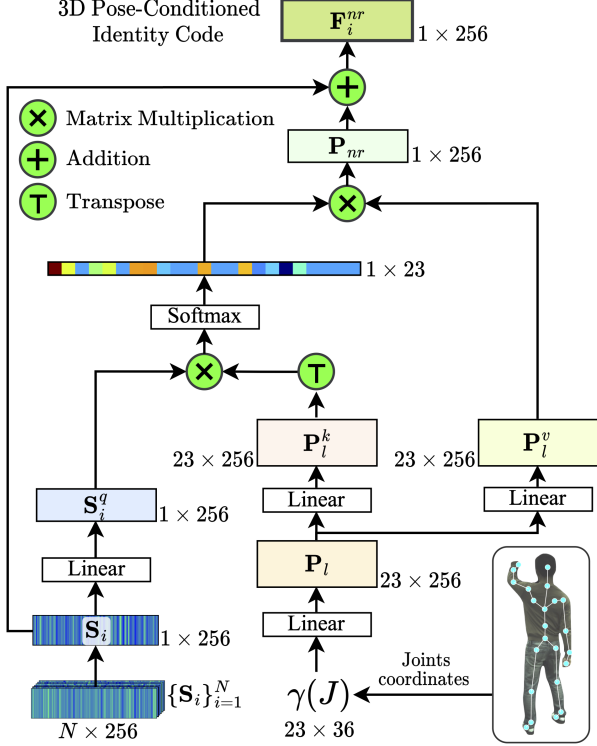 3D Pose-Conditioned
Identity Code
F_i^{nr}
1 × 256
+
× Matrix Multiplication
+ Addition
T Transpose
P_{nr}
1 × 256
×
1 × 23
Softmax
×
T
P_l^k
23 × 256
P_l^v
23 × 256
S_i^q
1 × 256
Linear
Linear
Linear
P_l
23 × 256
S_i
1 × 256
Linear
Joints
coordinates
{S_i}_{i=1}^N
N × 256
γ(J)
23 × 36